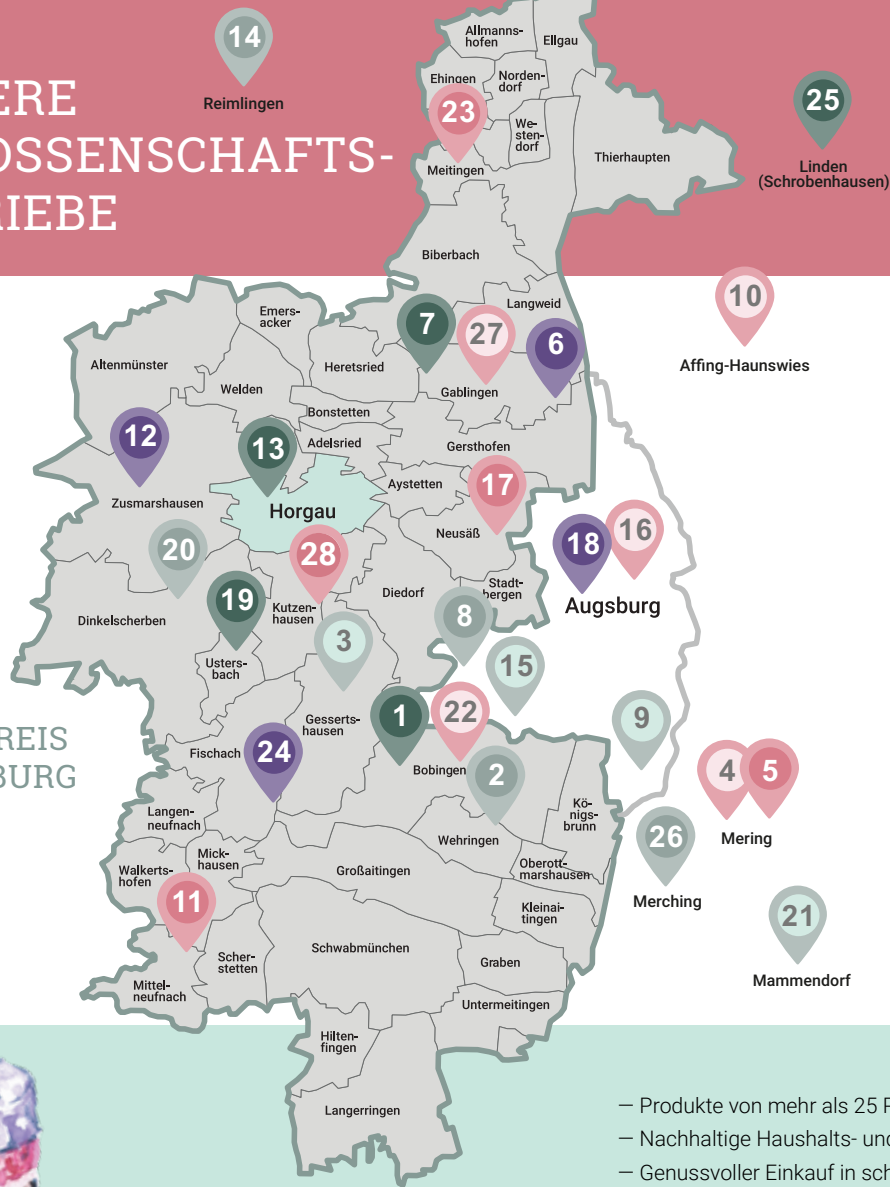 14
Reimlingen
ERE
OSSENSCHAFTS-
RIEBE
Allmanns-
hofen
Ellgau
Ehingen
Norden-
dorf
23
We-
sten-
dorf
Meitingen
Thierhaupten
25
Linden
(Schrobenhausen)
Biberbach
Langweid
10
Affing-Haunswies
Emers-
acker
7
27
6
Altenmünster
Heretsried
Welden
Gablingen
Bonstetten
12
13
Adelsried
Gersthofen
Aystetten
17
Zusmarshausen
Horgau
Neusäß
18
16
Augsburg
20
28
Diedorf
Stadt-
bergen
Dinkelscherben
19
Kutzen-
hausen
8
3
Usters-
bach
15
REIS
BURG
Gesserts-
hausen
1
22
9
Fischach
24
Bobingen
2
4
5
Mering
Kö-
nigs-
brunn
Langen-
neufnach
Wehringen
26
Merching
Mick-
hausen
Walkerts-
hofen
Großaitingen
Oberott-
marshausen
11
Kleinai-
tingen
21
Mammendorf
Scher-
stetten
Schwabmünchen
Graben
Mittel-
neufnach
Untermeitingen
Hilten-
fingen
Langerringen
— Produkte von mehr als 25 P
— Nachhaltige Haushalts- und
— Genussvoller Einkauf in sch